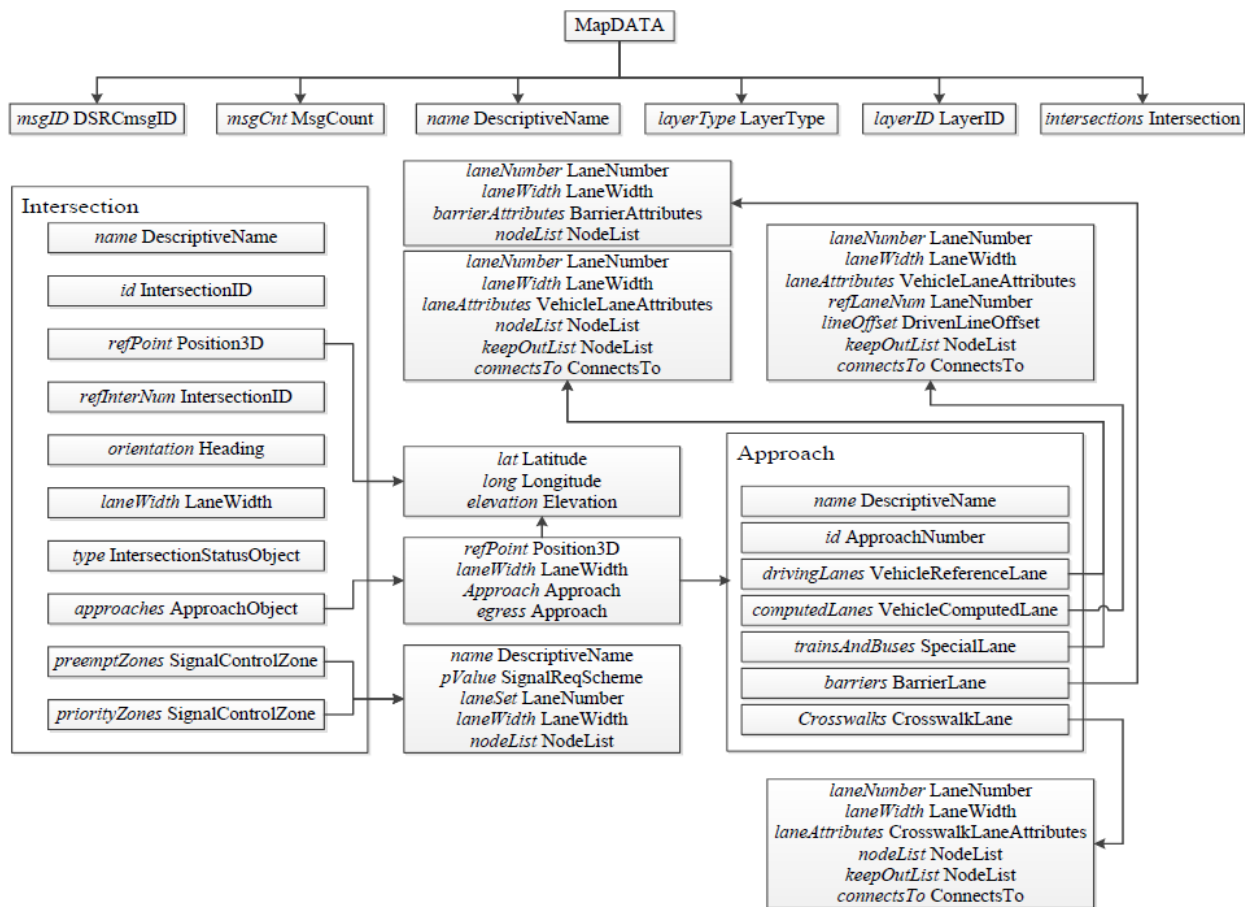 MapDATA
msgID DSRCmsgID
msgCnt MsgCount
name DescriptiveName
layerType LayerType
layerID LayerID
intersections Intersection
Intersection
name DescriptiveName
id IntersectionID
refPoint Position3D
refInterNum IntersectionID
orientation Heading
laneWidth LaneWidth
type IntersectionStatusObject
approaches ApproachObject
preemptZones SignalControlZone
priorityZones SignalControlZone
laneNumber LaneNumber
laneWidth LaneWidth
barrierAttributes BarrierAttributes
nodeList NodeList
laneNumber LaneNumber
laneWidth LaneWidth
laneAttributes VehicleLaneAttributes
nodeList NodeList
keepOutList NodeList
connectsTo ConnectsTo
laneNumber LaneNumber
laneWidth LaneWidth
laneAttributes VehicleLaneAttributes
refLaneNum LaneNumber
lineOffset DrivenLineOffset
keepOutList NodeList
connectsTo ConnectsTo
lat Latitude
long Longitude
elevation Elevation
refPoint Position3D
laneWidth LaneWidth
Approach Approach
egress Approach
name DescriptiveName
pValue SignalReqScheme
laneSet LaneNumber
laneWidth LaneWidth
nodeList NodeList
Approach
name DescriptiveName
id ApproachNumber
drivingLanes VehicleReferenceLane
computedLanes VehicleComputedLane
trainsAndBuses SpecialLane
barriers BarrierLane
Crosswalks CrosswalkLane
laneNumber LaneNumber
laneWidth LaneWidth
laneAttributes CrosswalkLaneAttributes
nodeList NodeList
keepOutList NodeList
connectsTo ConnectsTo